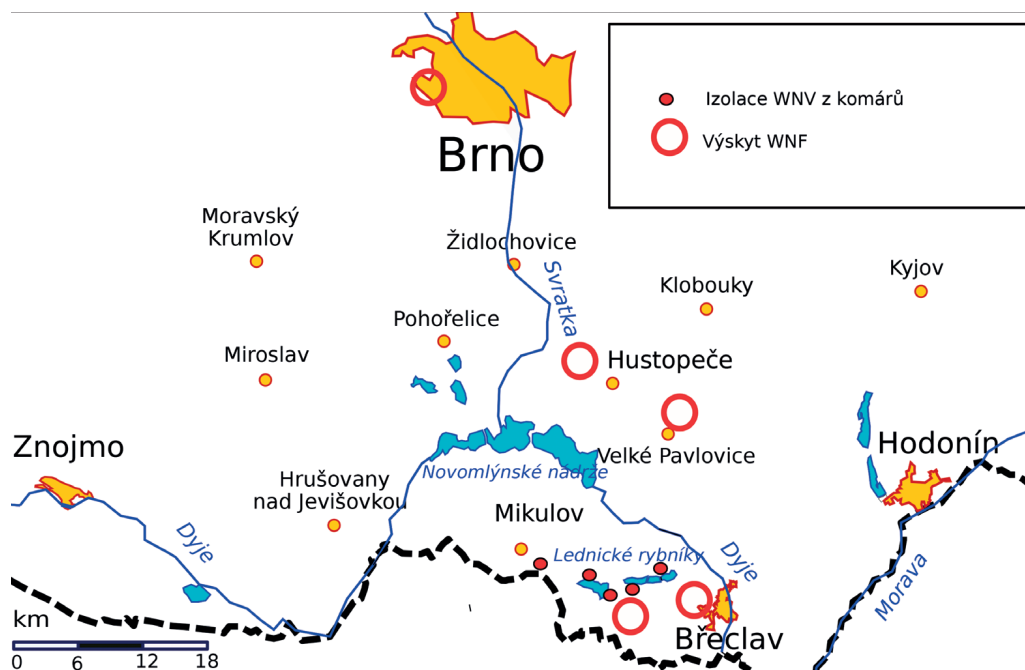 Izolace WNV z komárů
Výskyt WNF
Brno
Moravský
Krumlov
Židlochovice
Svratka
Klobouky
Kyjov
Pohořelice
Miroslav
Hustopeče
Znojmo
Hrušovany
nad Jevišovkou
Novomlýnské nádrže
Velké Pavlovice
Hodonín
Mikulov
Dyje
Lednické rybníky
Dyje
Morava
Břeclav
km
0 6 12 18